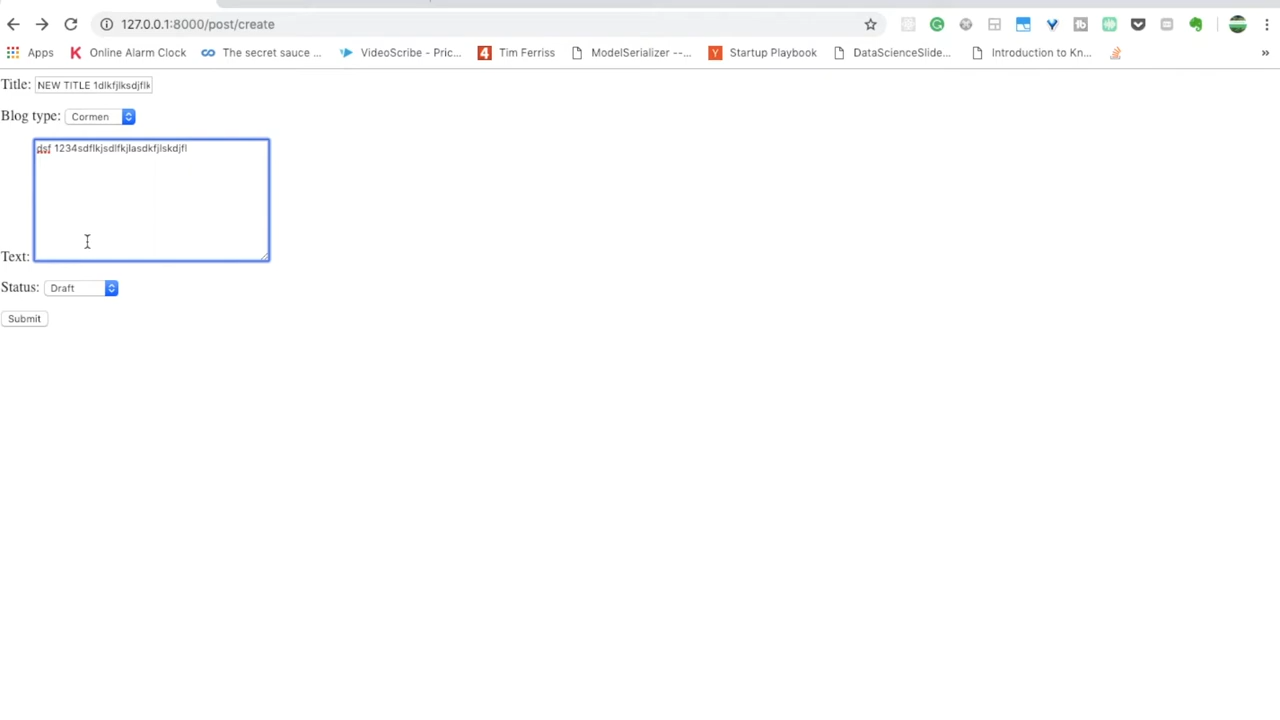 127.0.0.1:8000/post/create
Apps Online Alarm Clock The secret sauce ... VideoScribe - Pric... Tim Ferriss ModelSerializer --... Startup Playbook DataScienceSlide... Introduction to Kn... »
Title: NEW TITLE 1dlkfjlksdjflk
Blog type: Cormen
dsf 1234sdflkjsdlfkjlasdkfjlskdjfl
Text:
Status: Draft
Submit